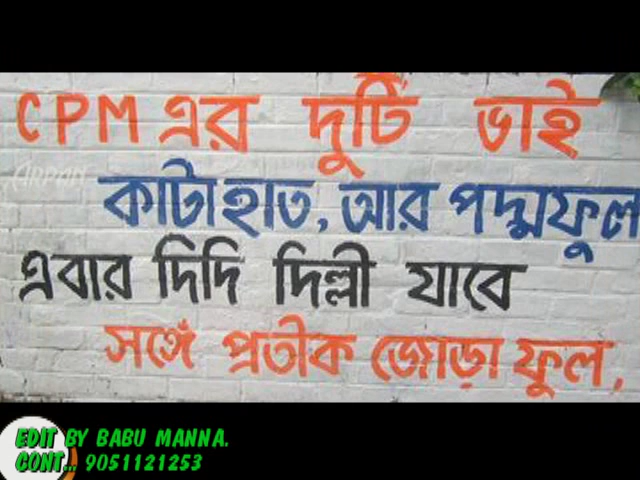 CPM এর দুটি ভাই
কাটা হাত, আর পদ্মফুল
এবার দিদি দিল্লী যাবে
সঙ্গে প্রতীক জোড়া ফুল.
EDIT BY BABU MANNA.
CONT... 9051121253